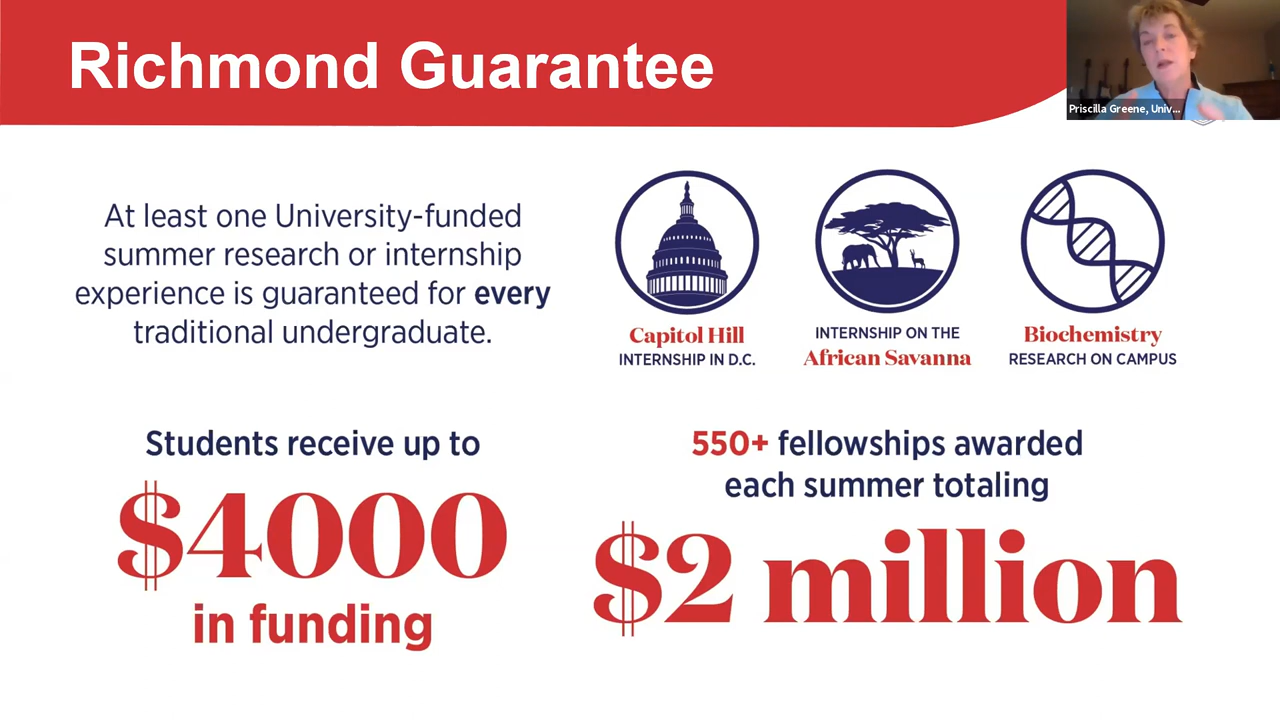 Richmond Guarantee
Priscilla Greene, Univ...
At least one University-funded
summer research or internship
experience is guaranteed for every
traditional undergraduate.
Capitol Hill
INTERNSHIP IN D.C.
INTERNSHIP ON THE
African Savanna
Biochemistry
RESEARCH ON CAMPUS
Students receive up to
$4000
in funding
550+ fellowships awarded
each summer totaling
$2 million